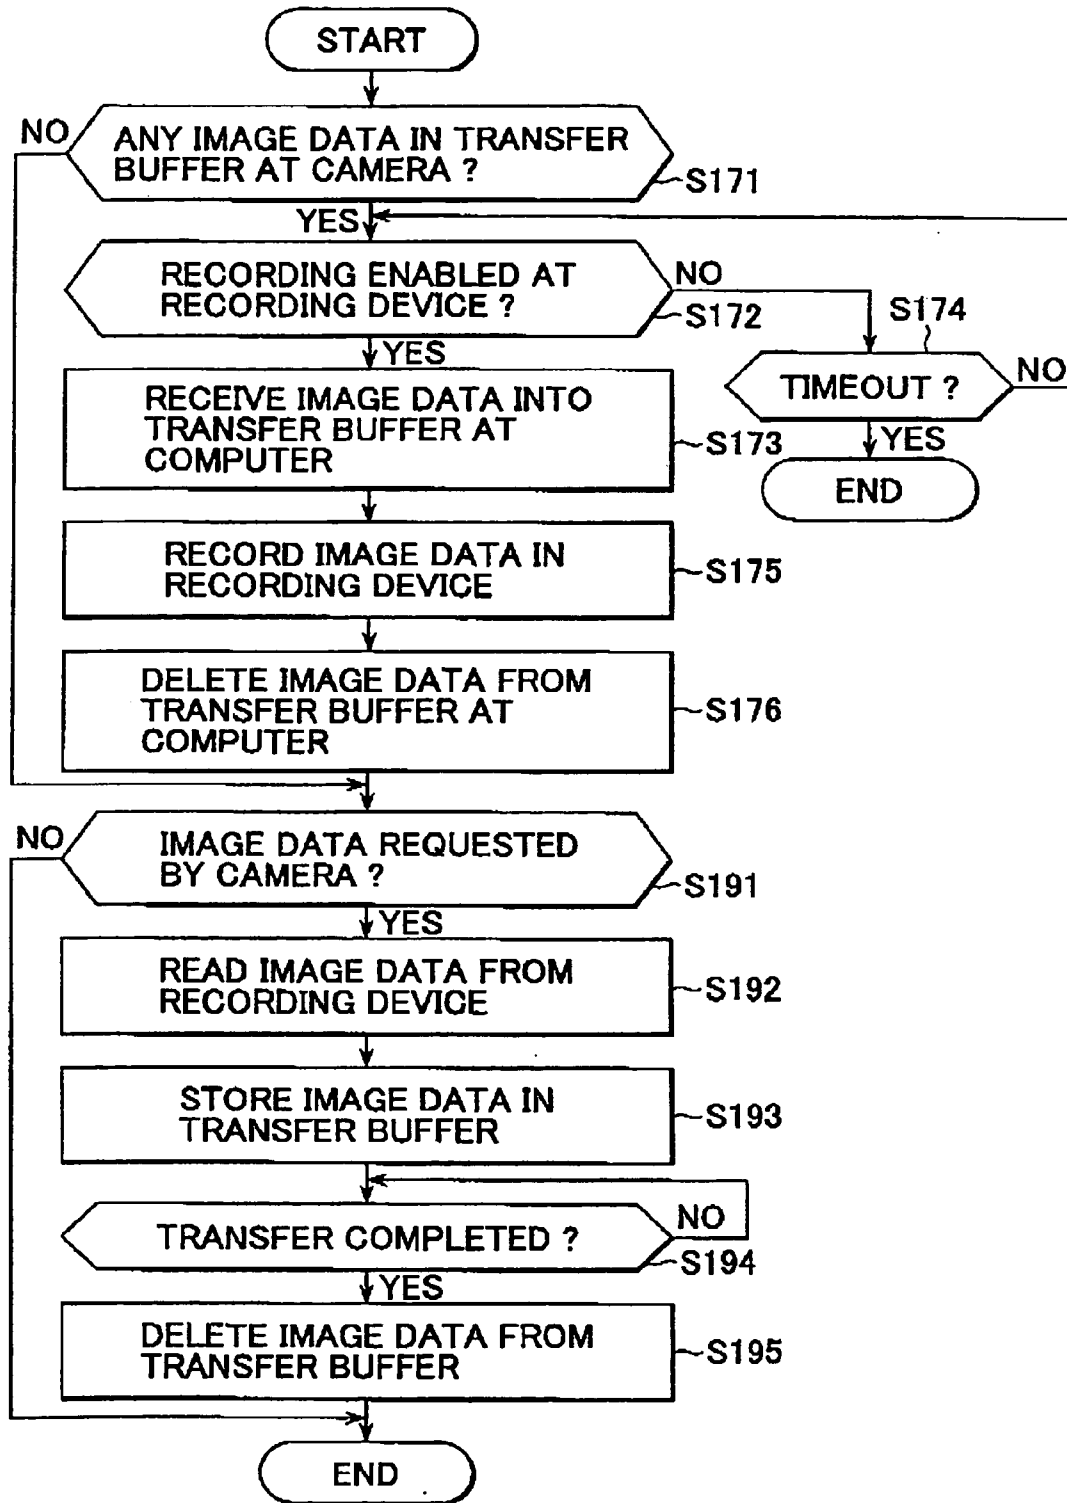 START
NO
ANY IMAGE DATA IN TRANSFER
BUFFER AT CAMERA ?
S171
YES
RECORDING ENABLED AT
RECORDING DEVICE ?
NO
S172
S174
YES
TIMEOUT ?
NO
RECEIVE IMAGE DATA INTO
TRANSFER BUFFER AT
COMPUTER
S173
YES
END
RECORD IMAGE DATA IN
RECORDING DEVICE
S175
DELETE IMAGE DATA FROM
TRANSFER BUFFER AT
COMPUTER
S176
NO
IMAGE DATA REQUESTED
BY CAMERA ?
S191
YES
READ IMAGE DATA FROM
RECORDING DEVICE
S192
STORE IMAGE DATA IN
TRANSFER BUFFER
S193
TRANSFER COMPLETED ?
NO
S194
YES
DELETE IMAGE DATA FROM
TRANSFER BUFFER
S195
END